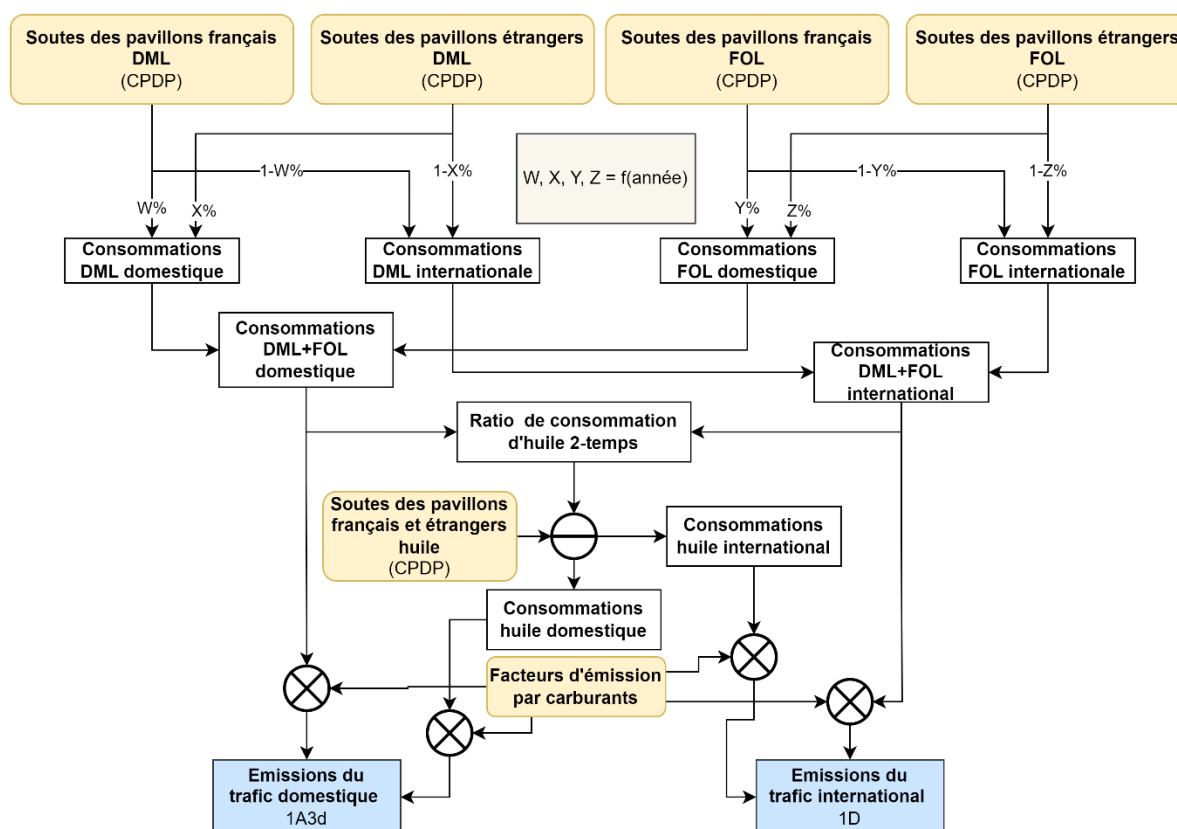 Soutes des pavillons français
DML
(CPDP)
Soutes des pavillons étrangers
DML
(CPDP)
Soutes des pavillons français
FOL
(CPDP)
Soutes des pavillons étrangers
FOL
(CPDP)
W, X, Y, Z = f(année)
1-W%
1-X%
1-Y%
1-Z%
W%
X%
Y%
Z%
Consommations
DML domestique
Consommations
DML internationale
Consommations
FOL domestique
Consommations
FOL internationale
Consommations
DML+FOL
domestique
Consommations
DML+FOL
international
Ratio de consommation
d'huile 2-temps
Soutes des pavillons
français et étrangers
huile
(CPDP)
Consommations
huile international
Consommations
huile domestique
Facteurs d'émission
par carburants
Emissions du
trafic domestique
1A3d
Emissions du
trafic international
1D